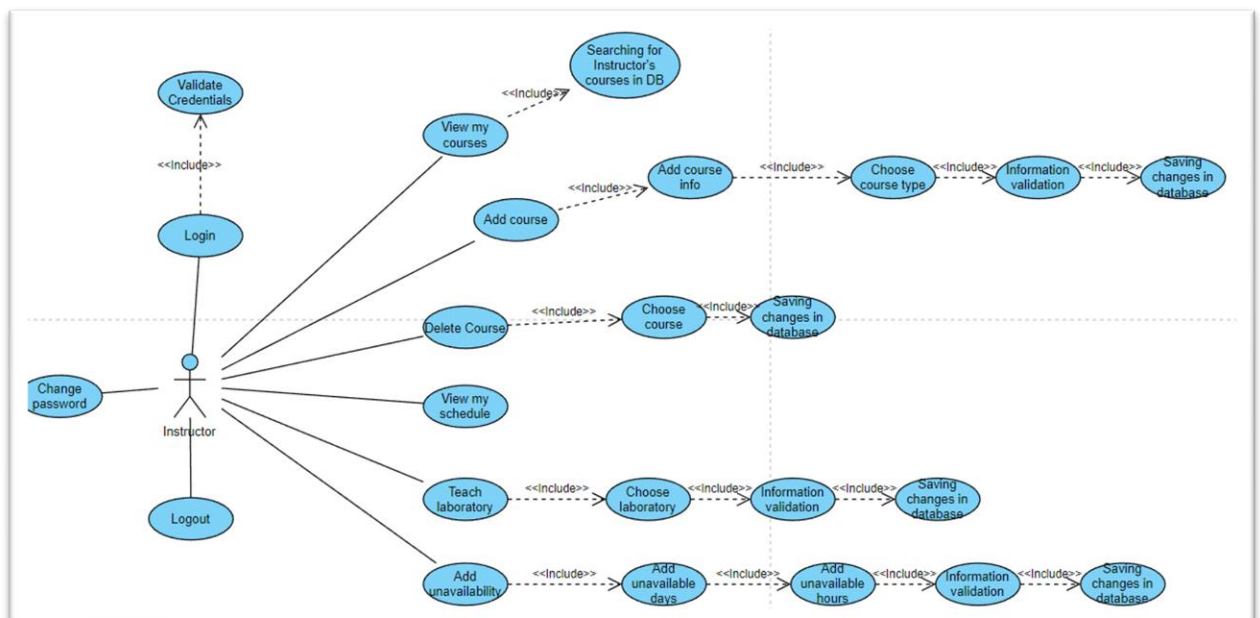 Searching for
Instructor's
courses in DB
Validate
Credentials
<<Include>>
View my
courses
<<Include>>
Add course
info
<<Include>>
Choose
course type
<<Include>>
Information
validation
<<Include>>
Saving
changes in
database
<<Include>>
Add course
Login
Delete Course
<<Include>>
Choose
course
<<Include>>
Saving
changes in
database
Change
password
Instructor
View my
schedule
Logout
Teach
laboratory
<<Include>>
Choose
laboratory
<<Include>>
Information
validation
<<Include>>
Saving
changes in
database
Add
unavailability
<<Include>>
Add
unavailable
days
<<Include>>
Add
unavailable
hours
<<Include>>
Information
validation
<<Include>>
Saving
changes in
database